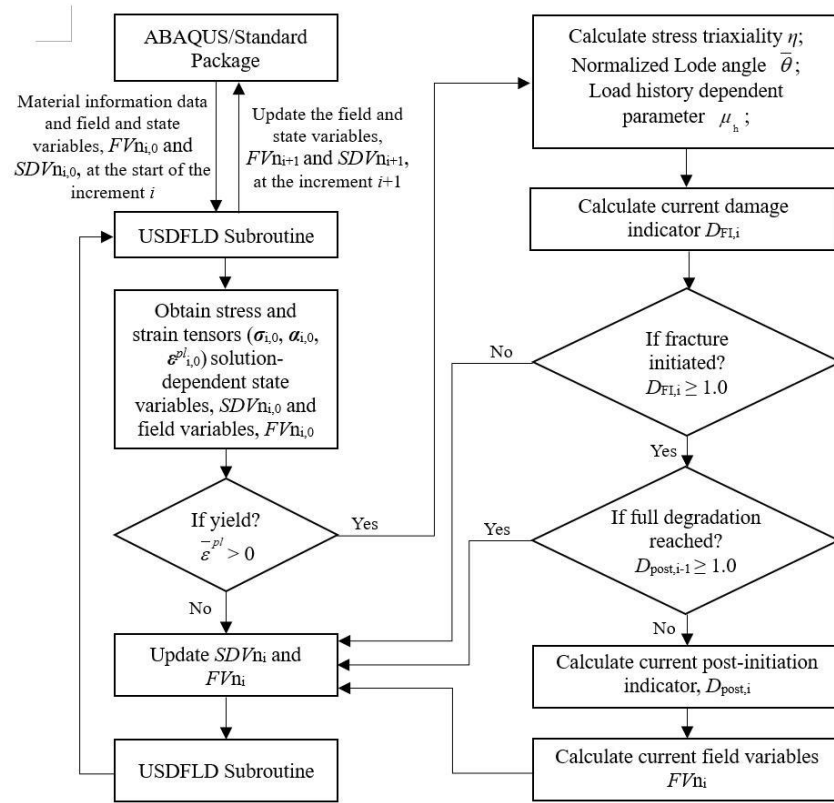 ABAQUS/Standard
Package
Material information data
and field and state
variables, FVnᵢ,₀ and
SDVnᵢ,₀, at the start of the
increment i
Update the field and
state variables,
FVnᵢ₊₁ and SDVnᵢ₊₁,
at the increment i+1
USDFLD Subroutine
Obtain stress and
strain tensors (σᵢ,₀, αᵢ,₀,
εᵖˡᵢ,₀) solution-
dependent state
variables, SDVnᵢ,₀ and
field variables, FVnᵢ,₀
If yield?
ε̅ᵖˡ > 0
Yes
No
Update SDVnᵢ and
FVnᵢ
USDFLD Subroutine
Calculate stress triaxiality η;
Normalized Lode angle θ̅;
Load history dependent
parameter μₕ;
Calculate current damage
indicator D_FI,i
If fracture
initiated?
D_FI,i ≥ 1.0
No
Yes
If full degradation
reached?
D_post,i-1 ≥ 1.0
Yes
No
Calculate current post-initiation
indicator, D_post,i
Calculate current field variables
FVnᵢ